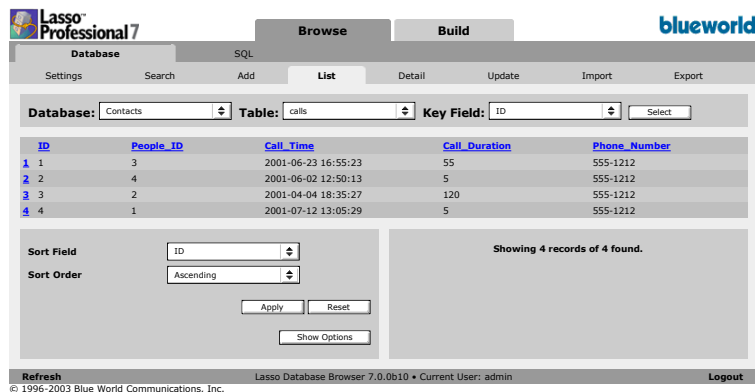 Lasso™
Professional 7 Browse Build blueworld
Database SQL
Settings Search Add List Detail Update Import Export
Database: Contacts Table: calls Key Field: ID Select
ID People_ID Call_Time Call_Duration Phone_Number
1 1 3 2001-06-23 16:55:23 55 555-1212
2 2 4 2001-06-02 12:50:13 5 555-1212
3 3 2 2001-04-04 18:35:27 120 555-1212
4 4 1 2001-07-12 13:05:29 5 555-1212
Sort Field ID Showing 4 records of 4 found.
Sort Order Ascending
Apply Reset
Show Options
Refresh Lasso Database Browser 7.0.0b10 • Current User: admin Logout
© 1996-2003 Blue World Communications, Inc.